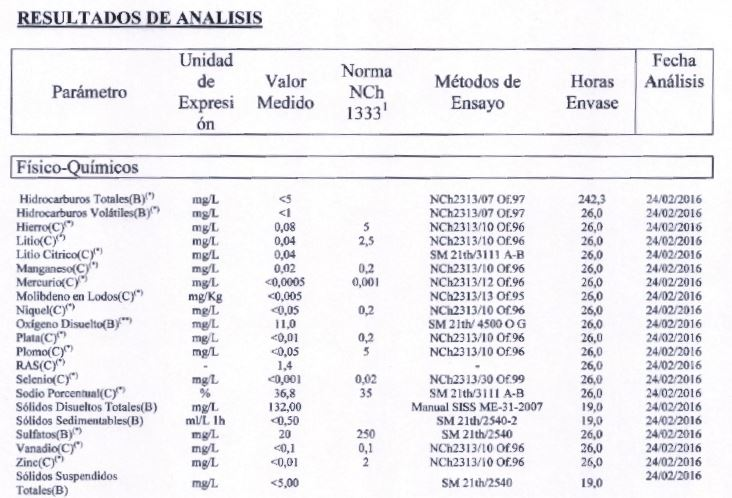 RESULTADOS DE ANALISIS
Parámetro Unidad de Expresión Valor Medido Norma NCh 1333¹ Métodos de Ensayo Horas Envase Fecha Análisis
Físico-Químicos
Hidrocarburos Totales(B)(*) mg/L <5 NCh2313/07 Of.97 242,3 24/02/2016
Hidrocarburos Volátiles(B)(*) mg/L <1 NCh2313/07 Of.97 26,0 24/02/2016
Hierro(C)(*) mg/L 0,08 5 NCh2313/10 Of.96 26,0 24/02/2016
Litio(C)(*) mg/L 0,04 2,5 NCh2313/10 Of.96 26,0 24/02/2016
Litio Cítrico(C)(*) mg/L 0,04 SM 21th/3111 A-B 26,0 24/02/2016
Manganeso(C)(*) mg/L 0,02 0,2 NCh2313/10 Of.96 26,0 24/02/2016
Mercurio(C)(*) mg/L <0,0005 0,001 NCh2313/12 Of.96 26,0 24/02/2016
Molibdeno en Lodos(C)(*) mg/Kg <0,005 NCh2313/13 Of.95 26,0 24/02/2016
Niquel(C)(*) mg/L <0,05 0,2 NCh2313/10 Of.96 26,0 24/02/2016
Oxígeno Disuelto(B)(**) mg/L 11,0 SM 21th/ 4500 O G 26,0 24/02/2016
Plata(C)(*) mg/L <0,01 0,2 NCh2313/10 Of.96 26,0 24/02/2016
Plomo(C)(*) mg/L <0,05 5 NCh2313/10 Of.96 26,0 24/02/2016
RAS(C)(*) - 1,4 - 26,0 24/02/2016
Selenio(C)(*) mg/L <0,001 0,02 NCh2313/30 Of.99 26,0 24/02/2016
Sodio Porcentual(C)(*) % 36,8 35 SM 21th/3111 A-B 26,0 24/02/2016
Sólidos Disueltos Totales(B) mg/L 132,00 Manual SISS ME-31-2007 19,0 24/02/2016
Sólidos Sedimentables(B) ml/L 1h <0,50 SM 21th/2540-2 19,0 24/02/2016
Sulfatos(B)(*) mg/L 20 250 SM 21th/2540 26,0 24/02/2016
Vanadio(C)(*) mg/L <0,1 0,1 NCh2313/10 Of.96 26,0 24/02/2016
Zinc(C)(*) mg/L <0,01 2 NCh2313/10 Of.96 26,0 24/02/2016
Sólidos Suspendidos 24/02/2016
Totales(B) mg/L <5,00 SM 21th/2540 19,0